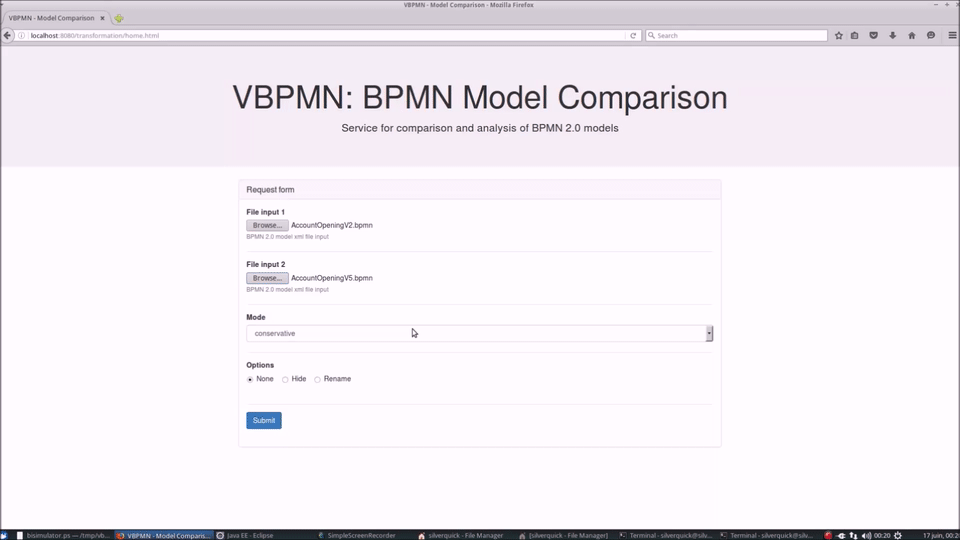 VBPMN - Model Comparison - Mozilla Firefox
VBPMN - Model Comparison
localhost:8080/transformation/home.html
Search
VBPMN: BPMN Model Comparison
Service for comparison and analysis of BPMN 2.0 models
Request form
File input 1
Browse... AccountOpeningV2.bpmn
BPMN 2.0 model xml file input
File input 2
Browse... AccountOpeningV5.bpmn
BPMN 2.0 model xml file input
Mode
conservative
Options
None Hide Rename
Submit
bisimulator.ps — /tmp/vb... VBPMN - Model Comparis... Java EE - Eclipse SimpleScreenRecorder silverquick - File Manager [silverquick - File Manager] Terminal - silverquick@silv... Terminal - silverquick@silv... 00:20 17 juin, 00:2